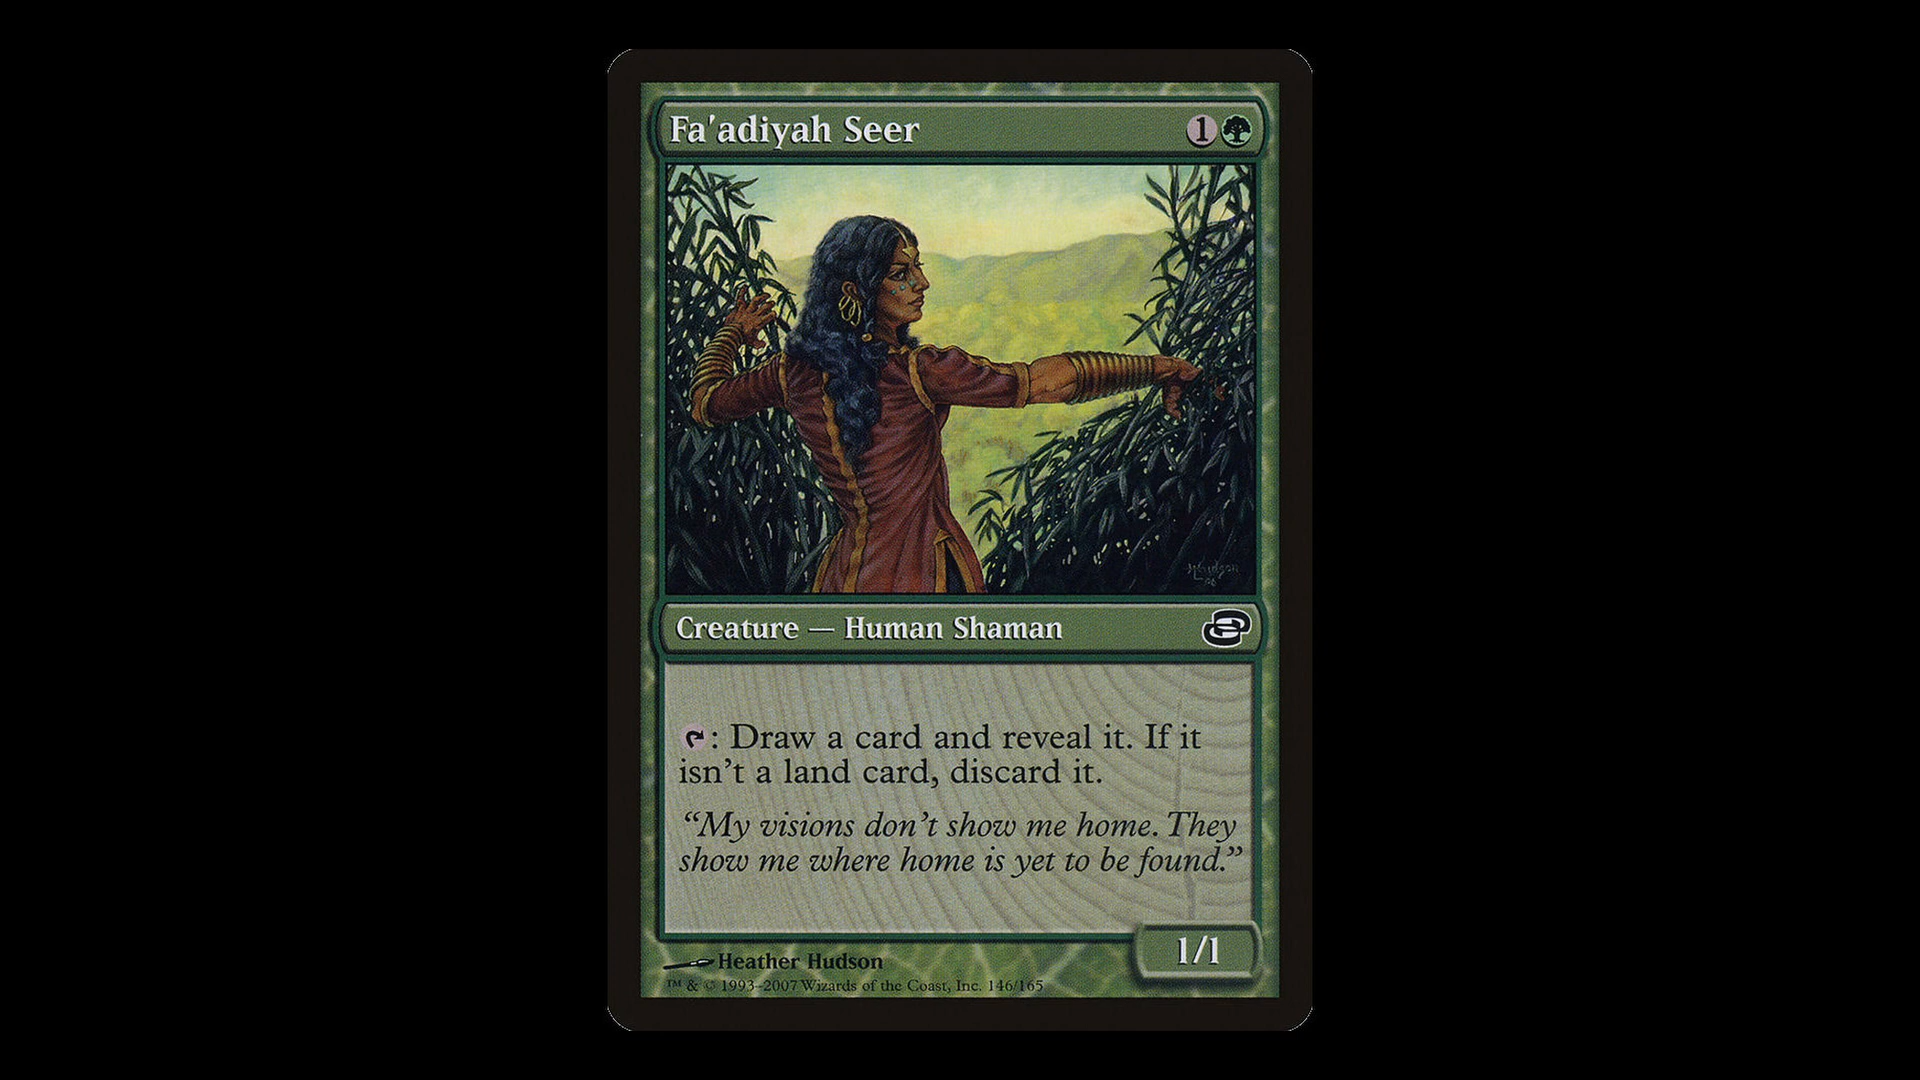 Fa'adiyah Seer 1
Hudson
06
Creature — Human Shaman
: Draw a card and reveal it. If it
isn't a land card, discard it.
“My visions don't show me home. They
show me where home is yet to be found.”
1/1
Heather Hudson
™ & © 1993–2007 Wizards of the Coast, Inc. 146/165